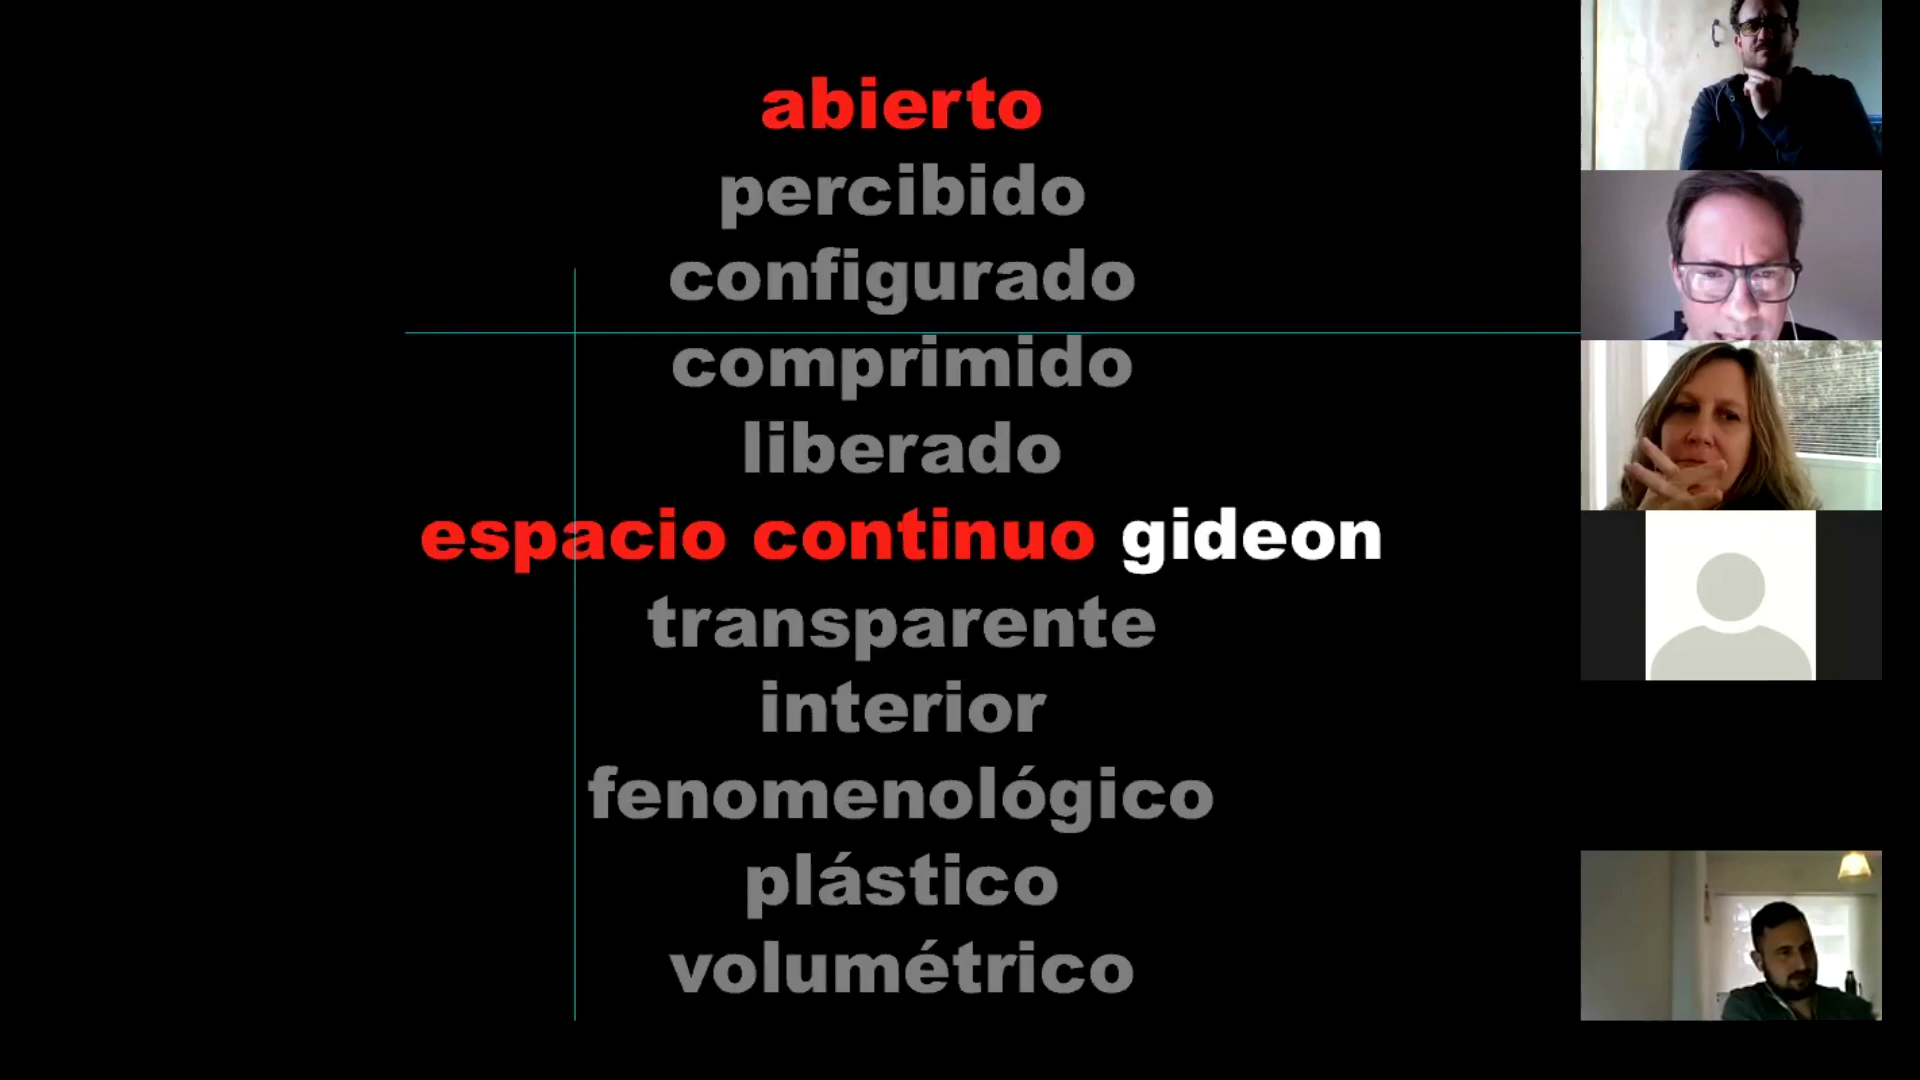 abierto
percibido
configurado
comprimido
liberado
espacio continuo gideon
transparente
interior
fenomenológico
plástico
volumétrico